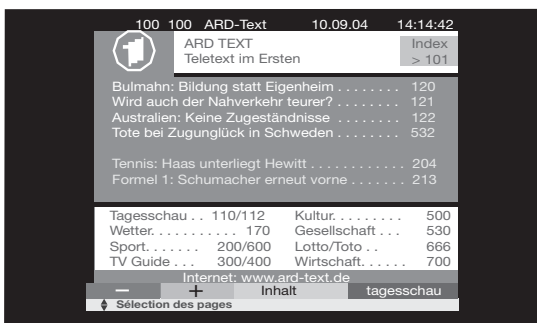 100 100 ARD-Text 10.09.04 14:14:42
1
ARD TEXT
Teletext im Ersten
Index
> 101
Bulmahn: Bildung statt Eigenheim . . . . . . . . 120
Wird auch der Nahverkehr teurer? . . . . . . . . 121
Australien: Keine Zugeständnisse . . . . . . . . 122
Tote bei Zugunglück in Schweden . . . . . . . . 532
Tennis: Haas unterliegt Hewitt . . . . . . . . . . . 204
Formel 1: Schumacher erneut vorne . . . . . . . 213
Tagesschau . . 110/112 Kultur. . . . . . . . 500
Wetter. . . . . . . . . . . 170 Gesellschaft . . . 530
Sport. . . . . . . 200/600 Lotto/Toto . . 666
TV Guide . . . 300/400 Wirtschaft. . . . . . 700
Internet: www.ard-text.de
− + Inhalt tagesschau
Sélection des pages